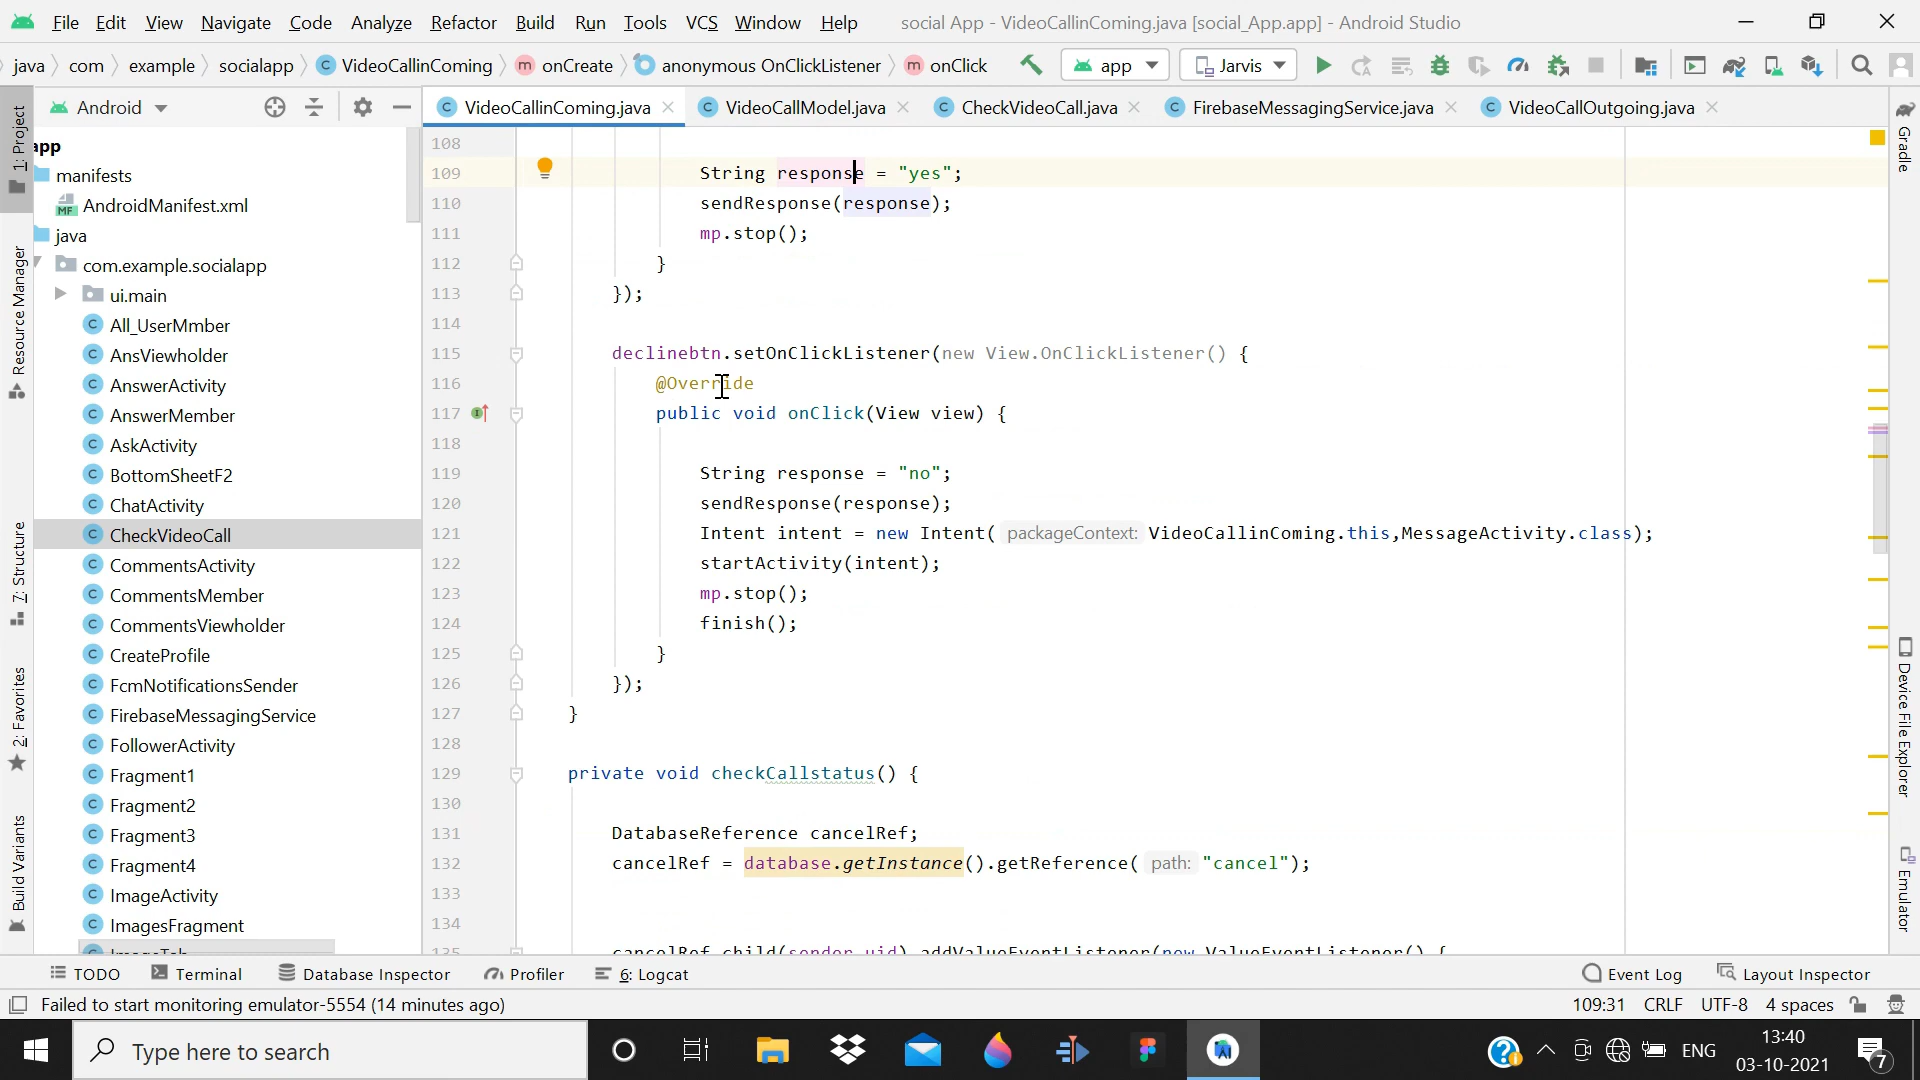 File Edit View Navigate Code Analyze Refactor Build Run Tools VCS Window Help social App - VideoCallinComing.java [social_App.app] - Android Studio
java com example socialapp VideoCallinComing onCreate anonymous OnClickListener onClick app Jarvis
1: Project
Resource Manager
7: Structure
2: Favorites
Build Variants
Android
VideoCallinComing.java VideoCallModel.java CheckVideoCall.java FirebaseMessagingService.java VideoCallOutgoing.java
app
manifests
AndroidManifest.xml
java
com.example.socialapp
ui.main
All_UserMmber
AnsViewholder
AnswerActivity
AnswerMember
AskActivity
BottomSheetF2
ChatActivity
CheckVideoCall
CommentsActivity
CommentsMember
CommentsViewholder
CreateProfile
FcmNotificationsSender
FirebaseMessagingService
FollowerActivity
Fragment1
Fragment2
Fragment3
Fragment4
ImageActivity
ImagesFragment
108
109 String response = "yes";
110 sendResponse(response);
111 mp.stop();
112 }
113 });
114
115 declinebtn.setOnClickListener(new View.OnClickListener() {
116 @Override
117 public void onClick(View view) {
118
119 String response = "no";
120 sendResponse(response);
121 Intent intent = new Intent( packageContext: VideoCallinComing.this,MessageActivity.class);
122 startActivity(intent);
123 mp.stop();
124 finish();
125 }
126 });
127 }
128
129 private void checkCallstatus() {
130
131 DatabaseReference cancelRef;
132 cancelRef = database.getInstance().getReference( path: "cancel");
133
134
135 cancelRef.child(sender_uid).addValueEventListener(new ValueEventListener() {
Gradle
Device File Explorer
Emulator
TODO Terminal Database Inspector Profiler 6: Logcat Event Log Layout Inspector
Failed to start monitoring emulator-5554 (14 minutes ago) 109:31 CRLF UTF-8 4 spaces
Type here to search
ENG
13:40
03-10-2021
7